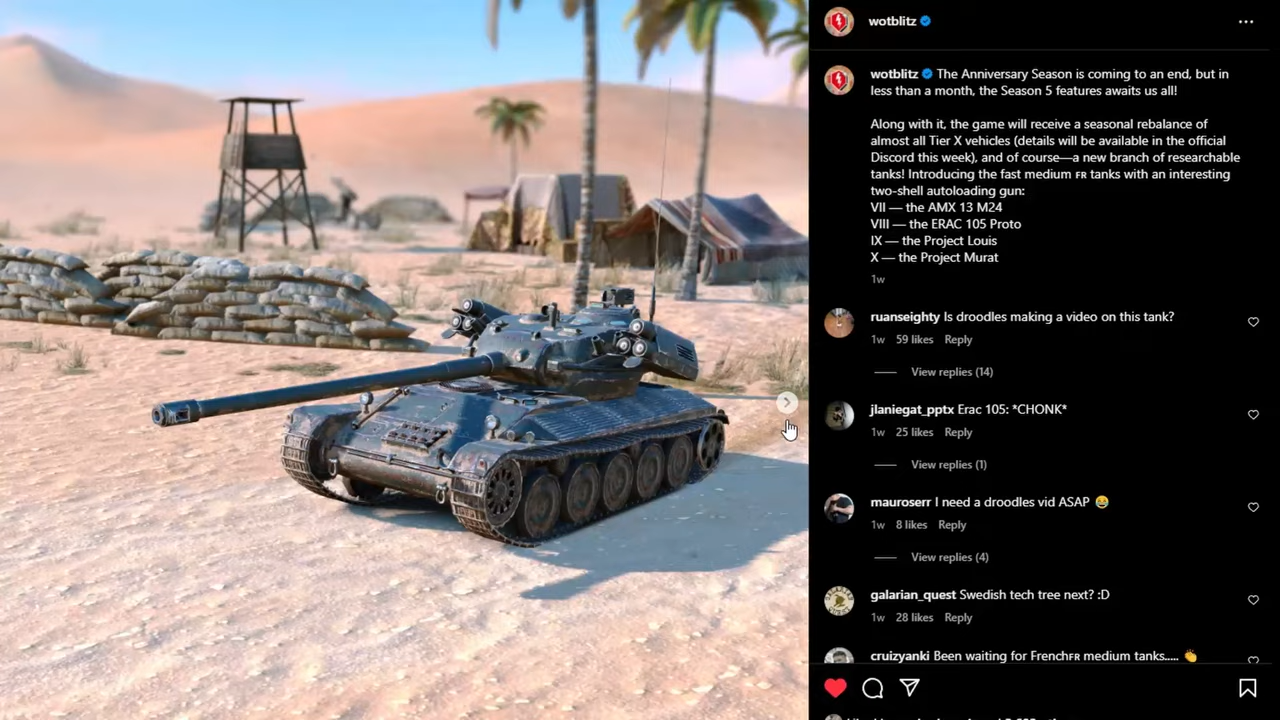 wotblitz
wotblitz The Anniversary Season is coming to an end, but in
less than a month, the Season 5 features awaits us all!
Along with it, the game will receive a seasonal rebalance of
almost all Tier X vehicles (details will be available in the official
Discord this week), and of course—a new branch of researchable
tanks! Introducing the fast medium 🇫🇷 tanks with an interesting
two-shell autoloading gun:
VII — the AMX 13 M24
VIII — the ERAC 105 Proto
IX — the Project Louis
X — the Project Murat
1w
ruanseighty Is droodles making a video on this tank?
1w 59 likes Reply
View replies (14)
jlaniegat_pptx Erac 105: *CHONK*
1w 25 likes Reply
View replies (1)
mauroserr I need a droodles vid ASAP 😂
1w 8 likes Reply
View replies (4)
galarian_quest Swedish tech tree next? :D
1w 28 likes Reply
cruizyanki Been waiting for French🇫🇷 medium tanks..... 👏